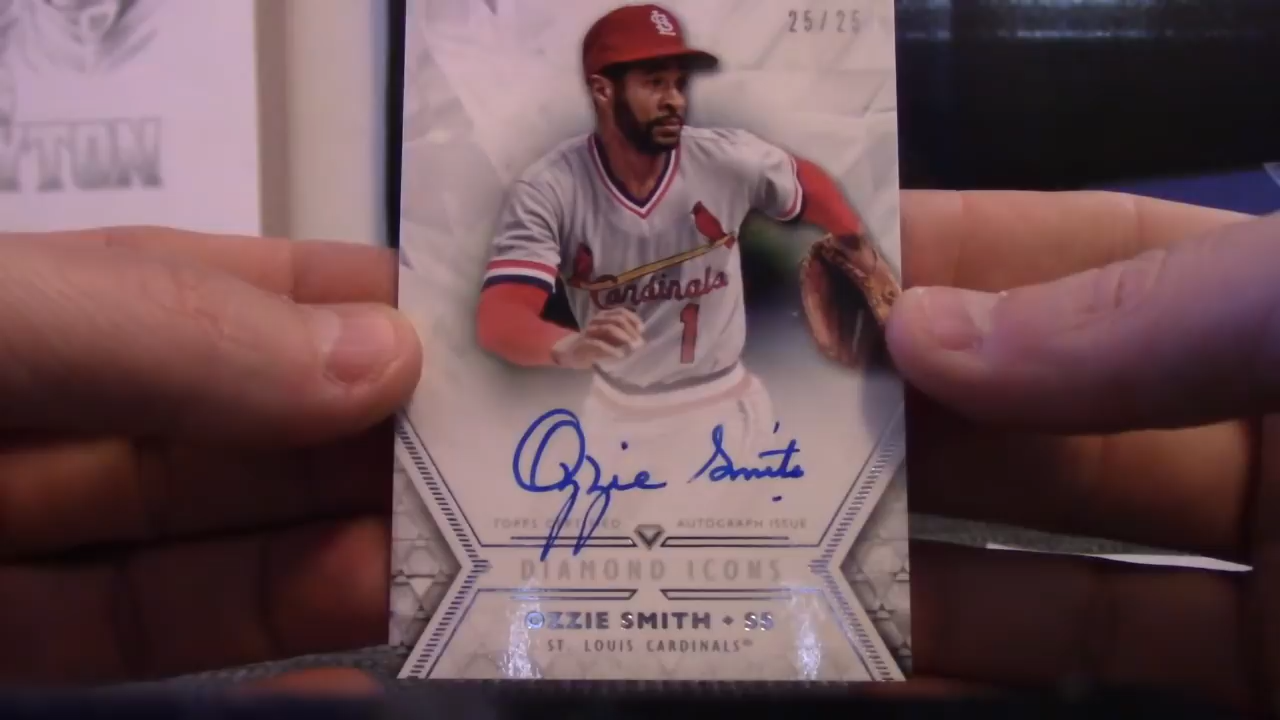 25/25
YTON
Cardinals
1
Ozzie Smith
TOPPS CERTIFIED AUTOGRAPH ISSUE
DIAMOND ICONS
OZZIE SMITH • SS
ST. LOUIS CARDINALS®